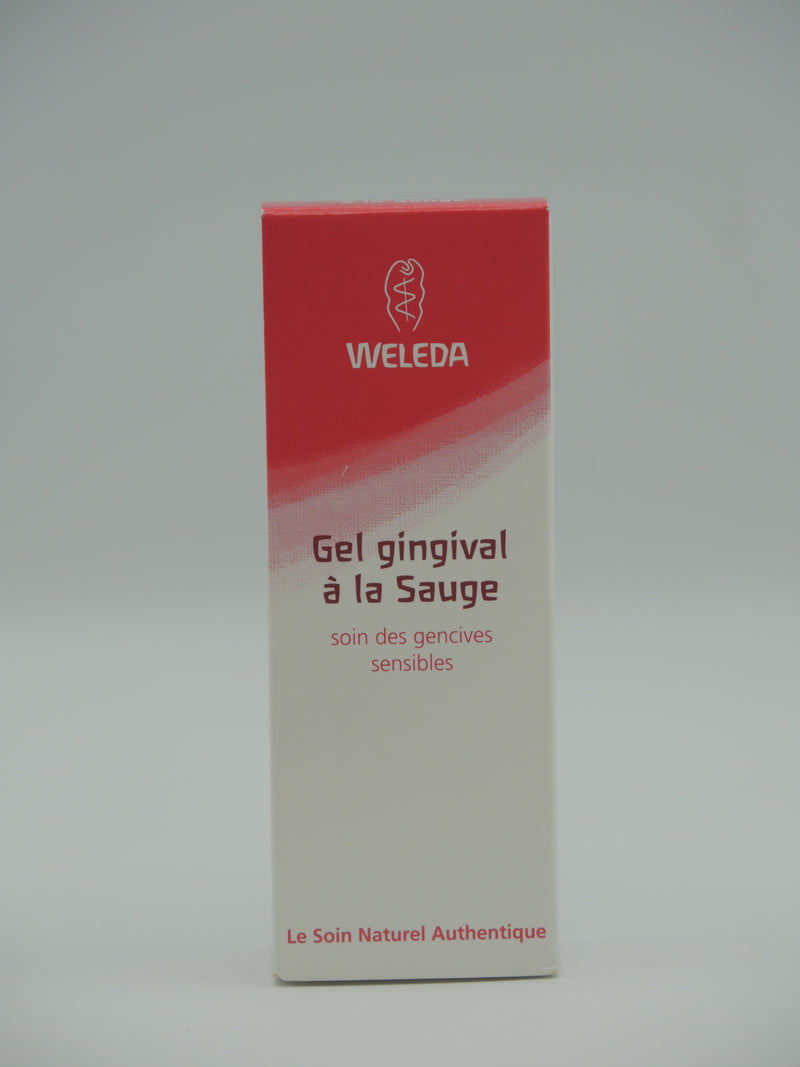 WELEDA
Gel gingival
à la Sauge
soin des gencives
sensibles
Le Soin Naturel Authentique